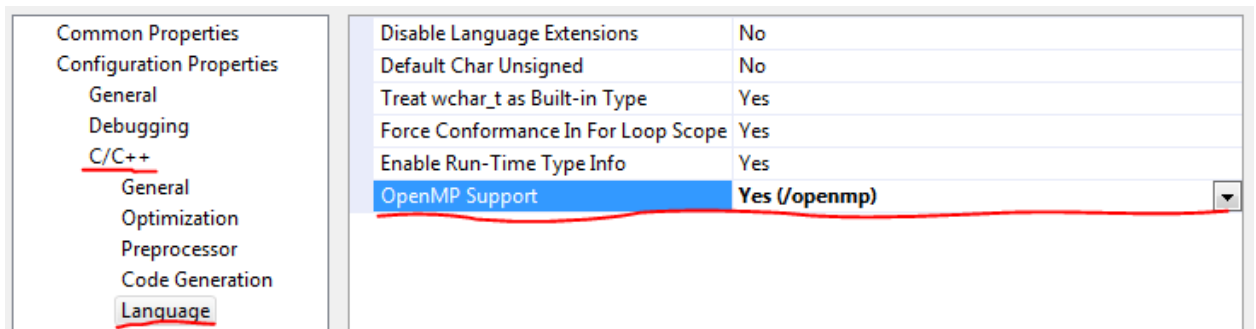 Common Properties
Configuration Properties
General
Debugging
C/C++
General
Optimization
Preprocessor
Code Generation
Language
Disable Language Extensions No
Default Char Unsigned No
Treat wchar_t as Built-in Type Yes
Force Conformance In For Loop Scope Yes
Enable Run-Time Type Info Yes
OpenMP Support Yes (/openmp)